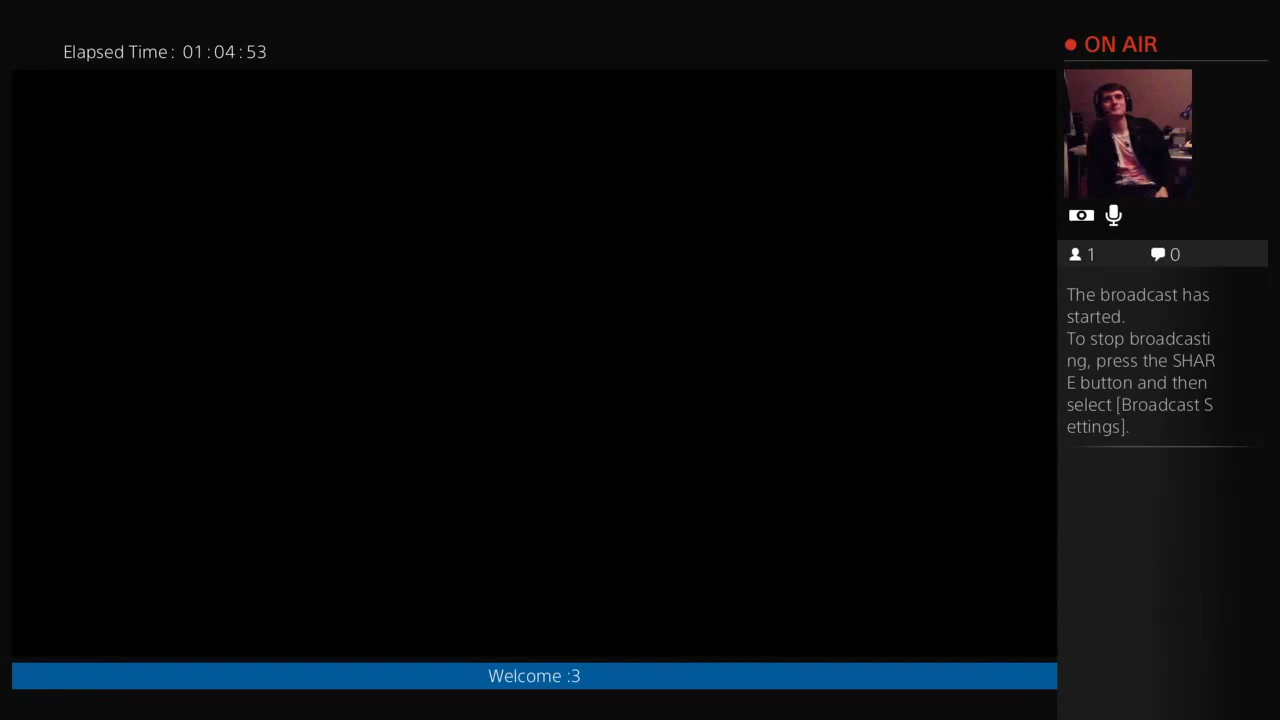 Elapsed Time: 01:04:53
ON AIR
1 0
The broadcast has
started.
To stop broadcasti
ng, press the SHAR
E button and then
select [Broadcast S
ettings].
Welcome :3